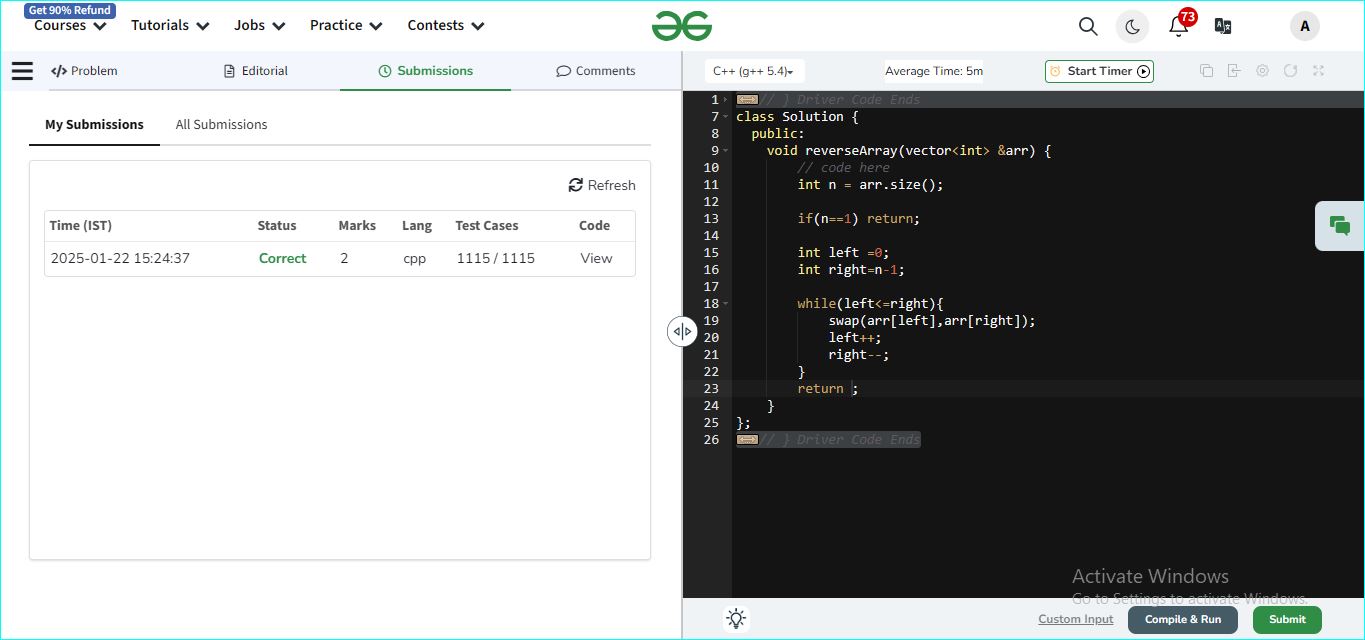 Get 90% Refund
Courses Tutorials Jobs Practice Contests
73
A
</> Problem Editorial Submissions Comments
My Submissions All Submissions
Refresh
Time (IST) Status Marks Lang Test Cases Code
2025-01-22 15:24:37 Correct 2 cpp 1115 / 1115 View
C++ (g++ 5.4) Average Time: 5m Start Timer
1 // } Driver Code Ends
7 class Solution {
8 public:
9 void reverseArray(vector<int> &arr) {
10 // code here
11 int n = arr.size();
12
13 if(n==1) return;
14
15 int left =0;
16 int right=n-1;
17
18 while(left<=right){
19 swap(arr[left],arr[right]);
20 left++;
21 right--;
22 }
23 return ;
24 }
25 };
26 // } Driver Code Ends
Activate Windows
Go to Settings to activate Windows.
Custom Input Compile & Run Submit